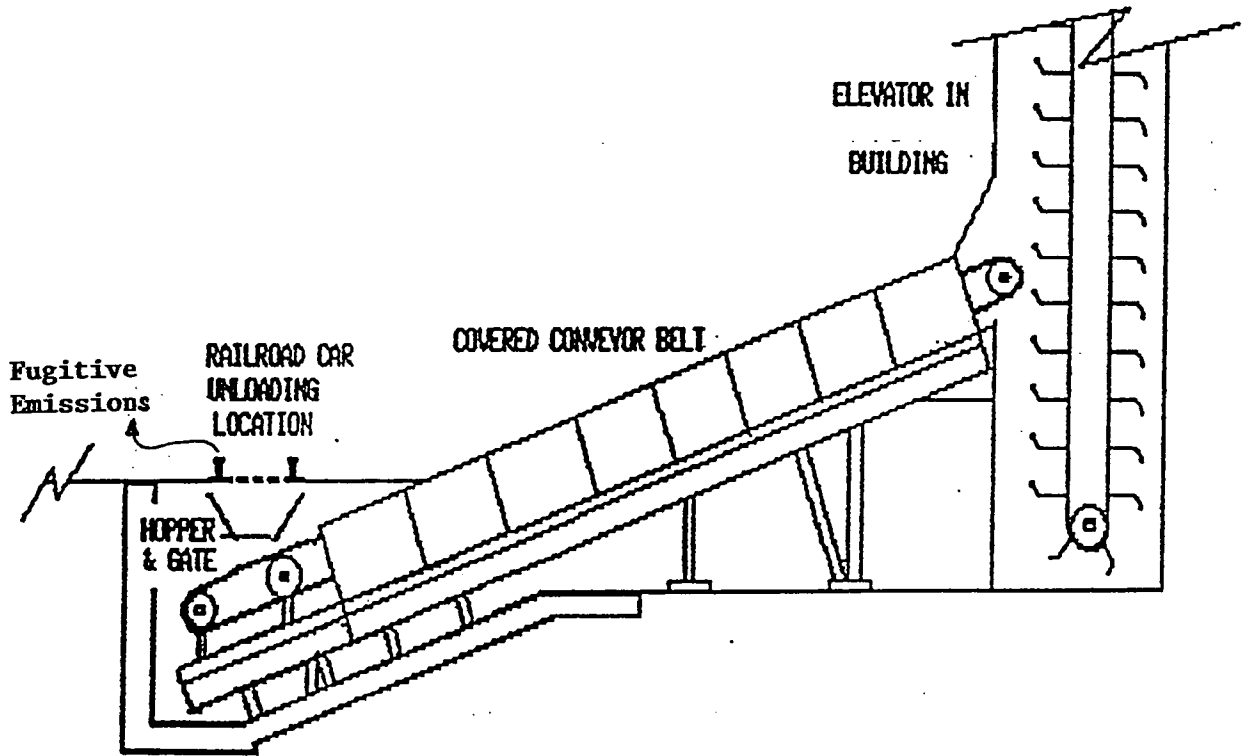 ELEVATOR IN
BUILDING
COVERED CONVEYOR BELT
RAILROAD CAR
UNLOADING
LOCATION
Fugitive
Emissions
HOPPER
& GATE